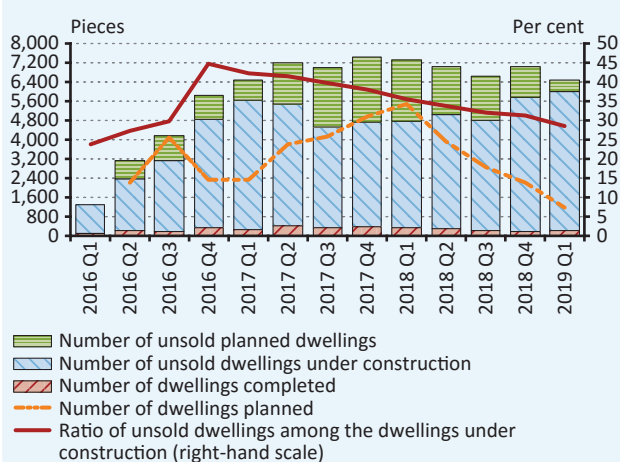 Pieces Per cent
8,000 50
7,200 45
6,400 40
5,600 35
4,800 30
4,000 25
3,200 20
2,400 15
1,600 10
800 5
0 0
2016 Q1
2016 Q2
2016 Q3
2016 Q4
2017 Q1
2017 Q2
2017 Q3
2017 Q4
2018 Q1
2018 Q2
2018 Q3
2018 Q4
2019 Q1
Number of unsold planned dwellings
Number of unsold dwellings under construction
Number of dwellings completed
Number of dwellings planned
Ratio of unsold dwellings among the dwellings under
construction (right-hand scale)